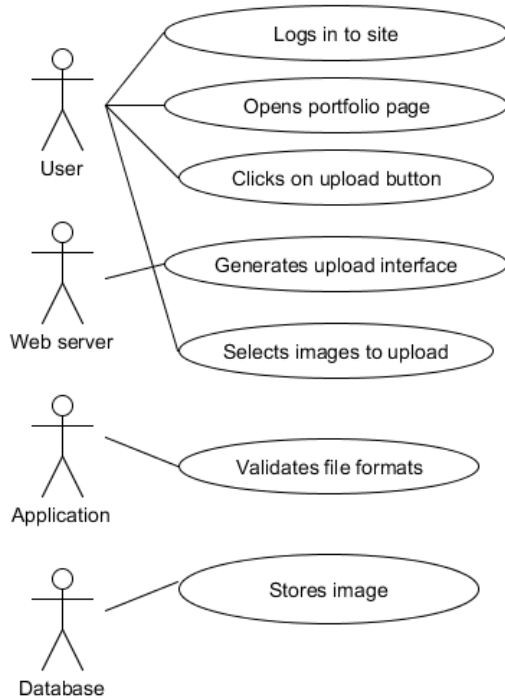 Logs in to site
Opens portfolio page
User
Clicks on upload button
Generates upload interface
Web server
Selects images to upload
Validates file formats
Application
Stores image
Database